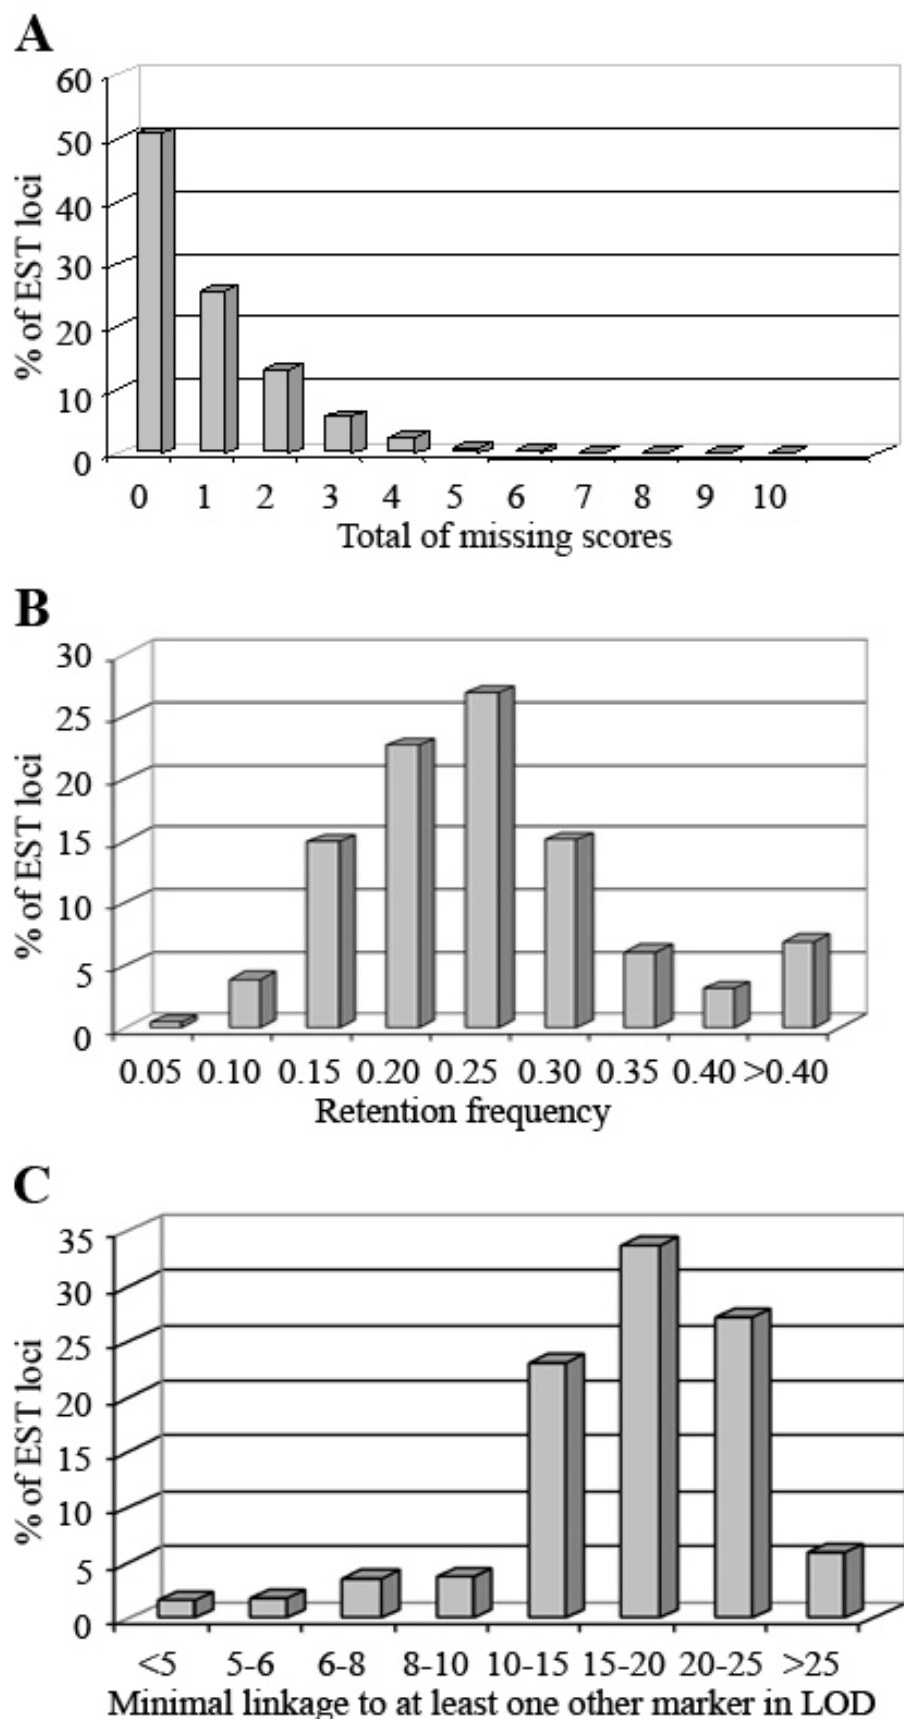 A
60
50
40
30
20
10
0
% of EST loci
0 1 2 3 4 5 6 7 8 9 10
Total of missing scores
B
30
25
20
15
10
5
0
% of EST loci
0.05 0.10 0.15 0.20 0.25 0.30 0.35 0.40 >0.40
Retention frequency
C
35
30
25
20
15
10
5
0
% of EST loci
<5 5-6 6-8 8-10 10-15 15-20 20-25 >25
Minimal linkage to at least one other marker in LOD